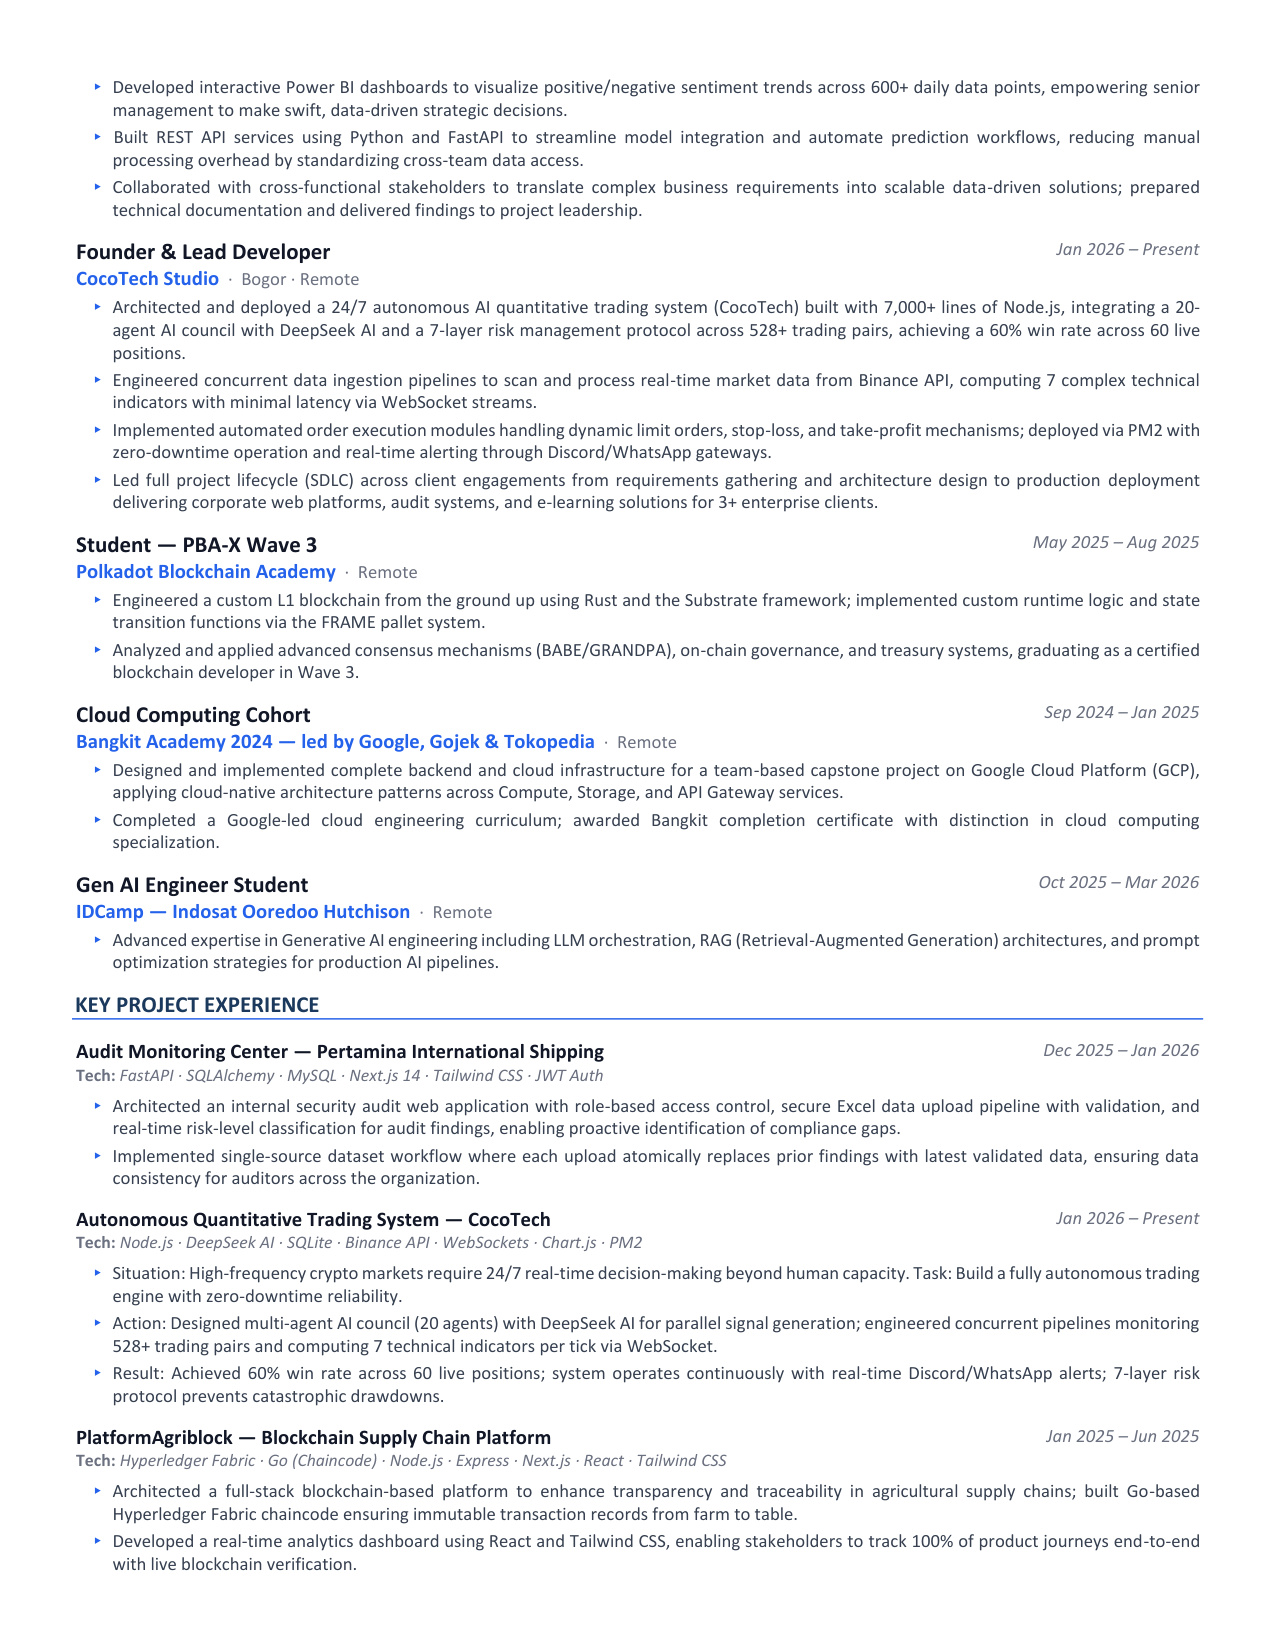 ‣ Developed interactive Power BI dashboards to visualize positive/negative sentiment trends across 600+ daily data points, empowering senior
management to make swift, data-driven strategic decisions.
‣ Built REST API services using Python and FastAPI to streamline model integration and automate prediction workflows, reducing manual
processing overhead by standardizing cross-team data access.
‣ Collaborated with cross-functional stakeholders to translate complex business requirements into scalable data-driven solutions; prepared
technical documentation and delivered findings to project leadership.
Founder & Lead Developer Jan 2026 – Present
CocoTech Studio · Bogor · Remote
‣ Architected and deployed a 24/7 autonomous AI quantitative trading system (CocoTech) built with 7,000+ lines of Node.js, integrating a 20-
agent AI council with DeepSeek AI and a 7-layer risk management protocol across 528+ trading pairs, achieving a 60% win rate across 60 live
positions.
‣ Engineered concurrent data ingestion pipelines to scan and process real-time market data from Binance API, computing 7 complex technical
indicators with minimal latency via WebSocket streams.
‣ Implemented automated order execution modules handling dynamic limit orders, stop-loss, and take-profit mechanisms; deployed via PM2 with
zero-downtime operation and real-time alerting through Discord/WhatsApp gateways.
‣ Led full project lifecycle (SDLC) across client engagements from requirements gathering and architecture design to production deployment
delivering corporate web platforms, audit systems, and e-learning solutions for 3+ enterprise clients.
Student — PBA-X Wave 3 May 2025 – Aug 2025
Polkadot Blockchain Academy · Remote
‣ Engineered a custom L1 blockchain from the ground up using Rust and the Substrate framework; implemented custom runtime logic and state
transition functions via the FRAME pallet system.
‣ Analyzed and applied advanced consensus mechanisms (BABE/GRANDPA), on-chain governance, and treasury systems, graduating as a certified
blockchain developer in Wave 3.
Cloud Computing Cohort Sep 2024 – Jan 2025
Bangkit Academy 2024 — led by Google, Gojek & Tokopedia · Remote
‣ Designed and implemented complete backend and cloud infrastructure for a team-based capstone project on Google Cloud Platform (GCP),
applying cloud-native architecture patterns across Compute, Storage, and API Gateway services.
‣ Completed a Google-led cloud engineering curriculum; awarded Bangkit completion certificate with distinction in cloud computing
specialization.
Gen AI Engineer Student Oct 2025 – Mar 2026
IDCamp — Indosat Ooredoo Hutchison · Remote
‣ Advanced expertise in Generative AI engineering including LLM orchestration, RAG (Retrieval-Augmented Generation) architectures, and prompt
optimization strategies for production AI pipelines.
KEY PROJECT EXPERIENCE
Audit Monitoring Center — Pertamina International Shipping Dec 2025 – Jan 2026
Tech: FastAPI · SQLAlchemy · MySQL · Next.js 14 · Tailwind CSS · JWT Auth
‣ Architected an internal security audit web application with role-based access control, secure Excel data upload pipeline with validation, and
real-time risk-level classification for audit findings, enabling proactive identification of compliance gaps.
‣ Implemented single-source dataset workflow where each upload atomically replaces prior findings with latest validated data, ensuring data
consistency for auditors across the organization.
Autonomous Quantitative Trading System — CocoTech Jan 2026 – Present
Tech: Node.js · DeepSeek AI · SQLite · Binance API · WebSockets · Chart.js · PM2
‣ Situation: High-frequency crypto markets require 24/7 real-time decision-making beyond human capacity. Task: Build a fully autonomous trading
engine with zero-downtime reliability.
‣ Action: Designed multi-agent AI council (20 agents) with DeepSeek AI for parallel signal generation; engineered concurrent pipelines monitoring
528+ trading pairs and computing 7 technical indicators per tick via WebSocket.
‣ Result: Achieved 60% win rate across 60 live positions; system operates continuously with real-time Discord/WhatsApp alerts; 7-layer risk
protocol prevents catastrophic drawdowns.
PlatformAgriblock — Blockchain Supply Chain Platform Jan 2025 – Jun 2025
Tech: Hyperledger Fabric · Go (Chaincode) · Node.js · Express · Next.js · React · Tailwind CSS
‣ Architected a full-stack blockchain-based platform to enhance transparency and traceability in agricultural supply chains; built Go-based
Hyperledger Fabric chaincode ensuring immutable transaction records from farm to table.
‣ Developed a real-time analytics dashboard using React and Tailwind CSS, enabling stakeholders to track 100% of product journeys end-to-end
with live blockchain verification.